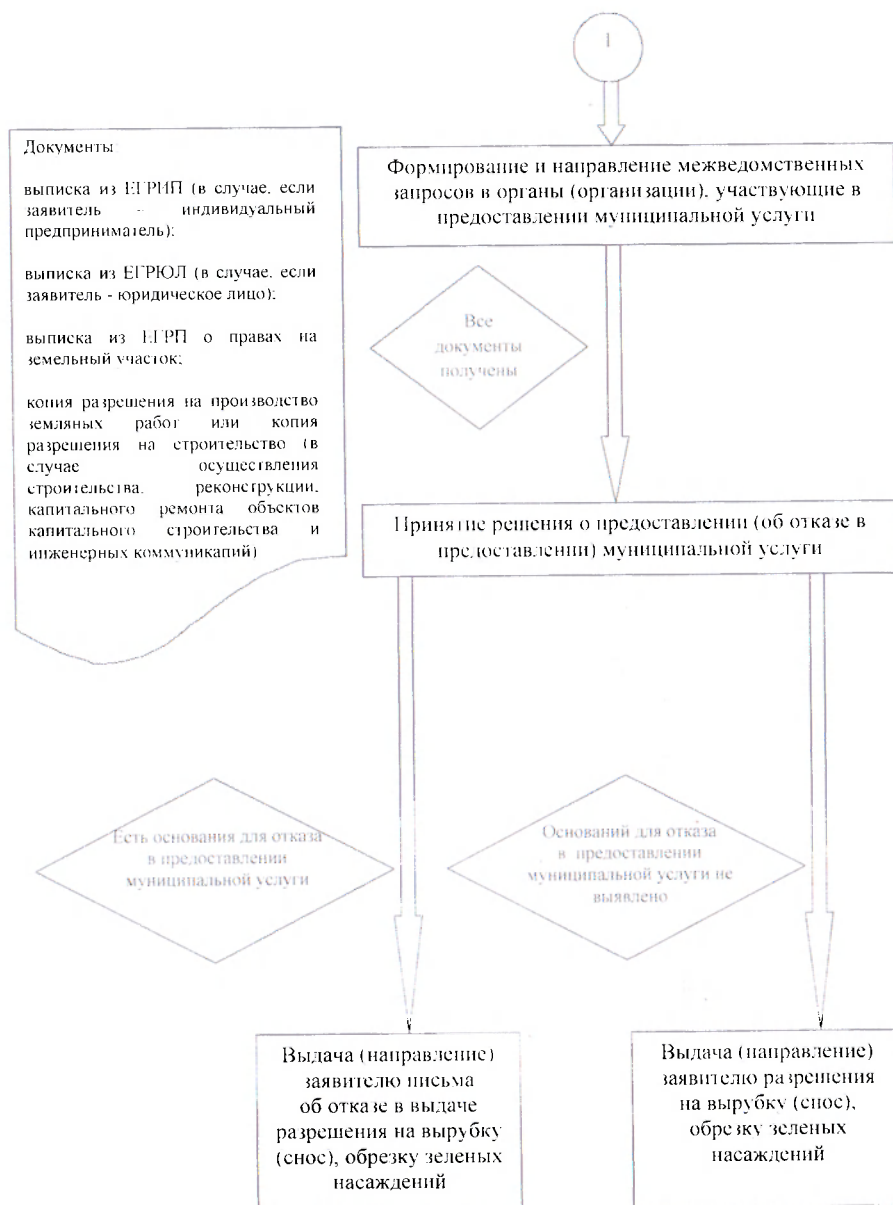 1
Документы
выписка из ЕГРИП (в случае, если
заявитель - индивидуальный
предприниматель);
выписка из ЕГРЮЛ (в случае, если
заявитель - юридическое лицо);
выписка из ЕГРП о правах на
земельный участок;
копия разрешения на производство
земляных работ или копия
разрешения на строительство (в
случае осуществления
строительства, реконструкции,
капитального ремонта объектов
капитального строительства и
инженерных коммуникаций)
Формирование и направление межведомственных
запросов в органы (организации), участвующие в
предоставлении муниципальной услуги
Все
документы
получены
Принятие решения о предоставлении (об отказе в
предоставлении) муниципальной услуги
Есть основания для отказа
в предоставлении
муниципальной услуги
Оснований для отказа
в предоставлении
муниципальной услуги не
выявлено
Выдача (направление)
заявителю письма
об отказе в выдаче
разрешения на вырубку
(снос), обрезку зеленых
насаждений
Выдача (направление)
заявителю разрешения
на вырубку (снос),
обрезку зеленых
насаждений